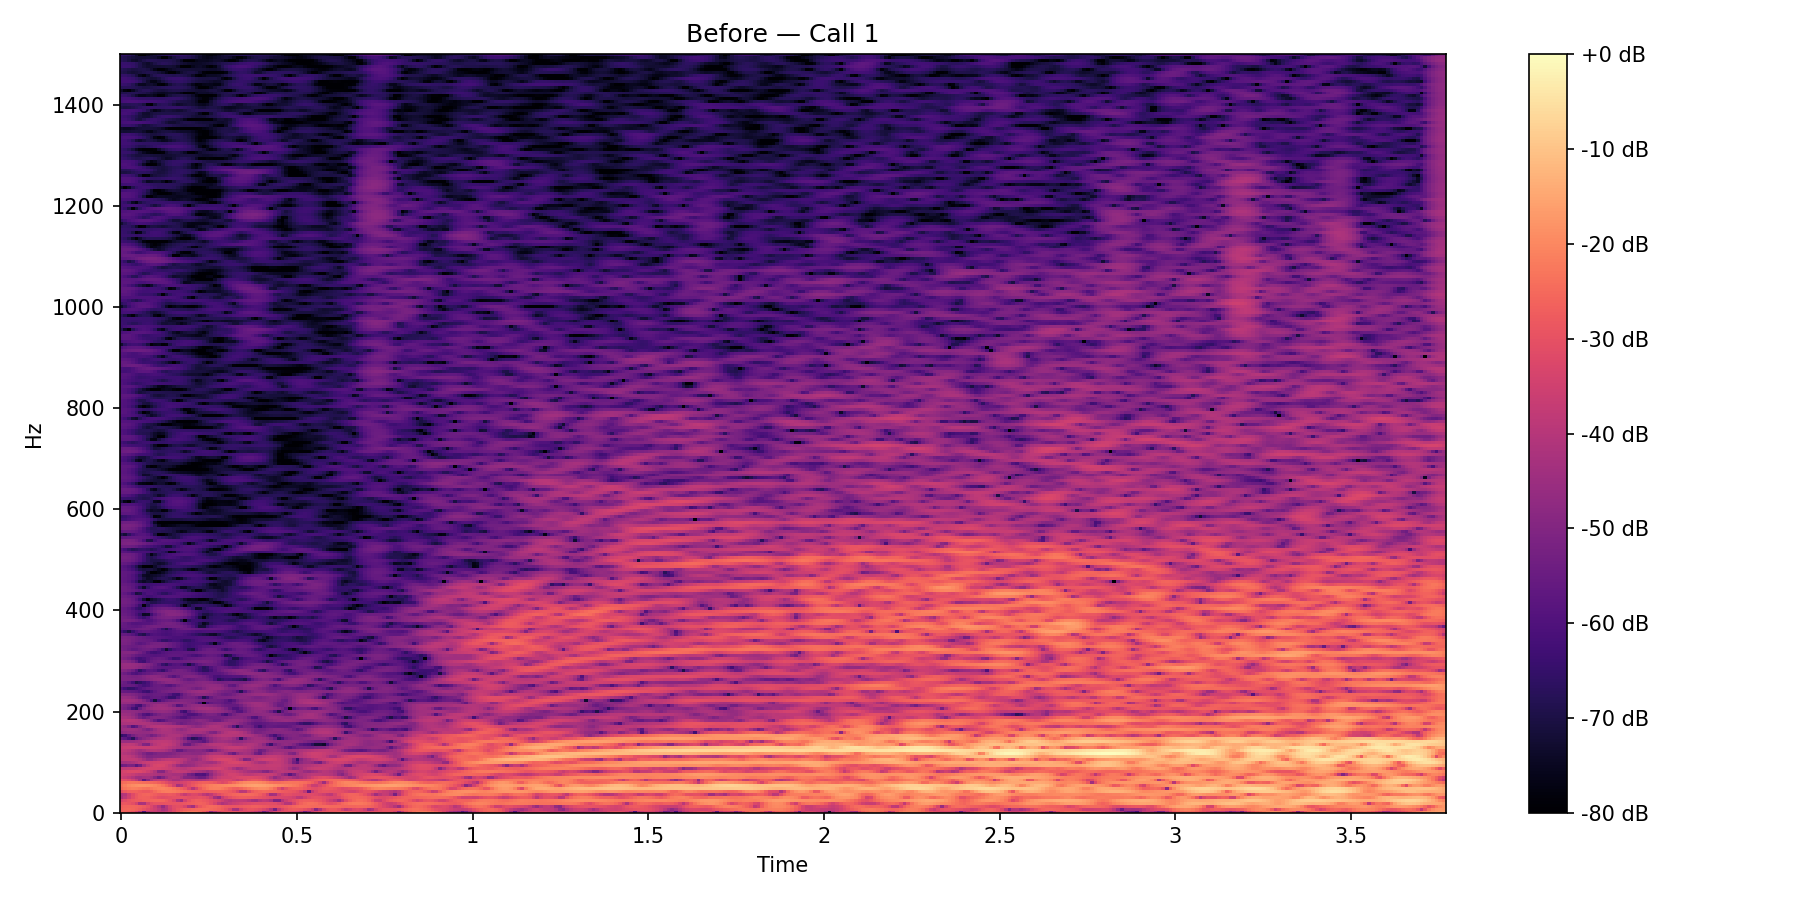 Before — Call 1
Hz
1400
1200
1000
800
600
400
200
0
0 0.5 1 1.5 2 2.5 3 3.5
Time
+0 dB
-10 dB
-20 dB
-30 dB
-40 dB
-50 dB
-60 dB
-70 dB
-80 dB